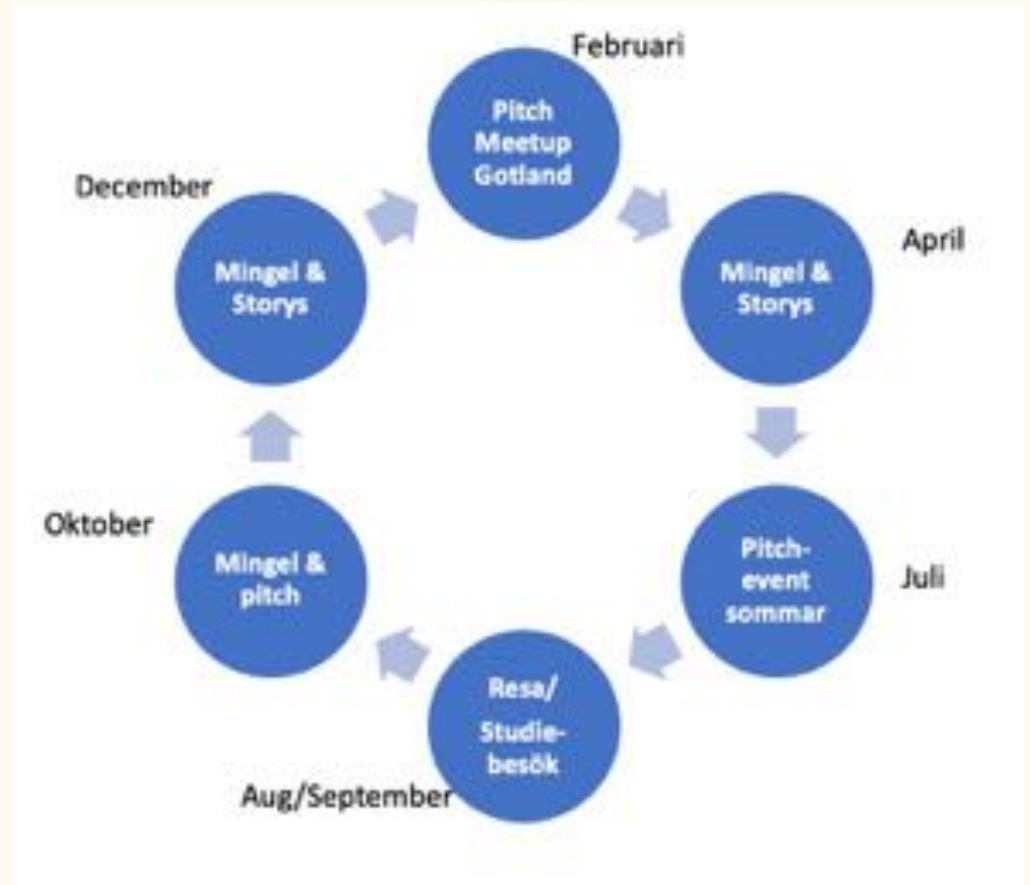 Februari
Pitch
Meetup
Gotland
April
Mingel &
Storys
Juli
Pitch-
event
sommar
Aug/September
Resa/
Studie-
besök
Oktober
Mingel &
pitch
December
Mingel &
Storys